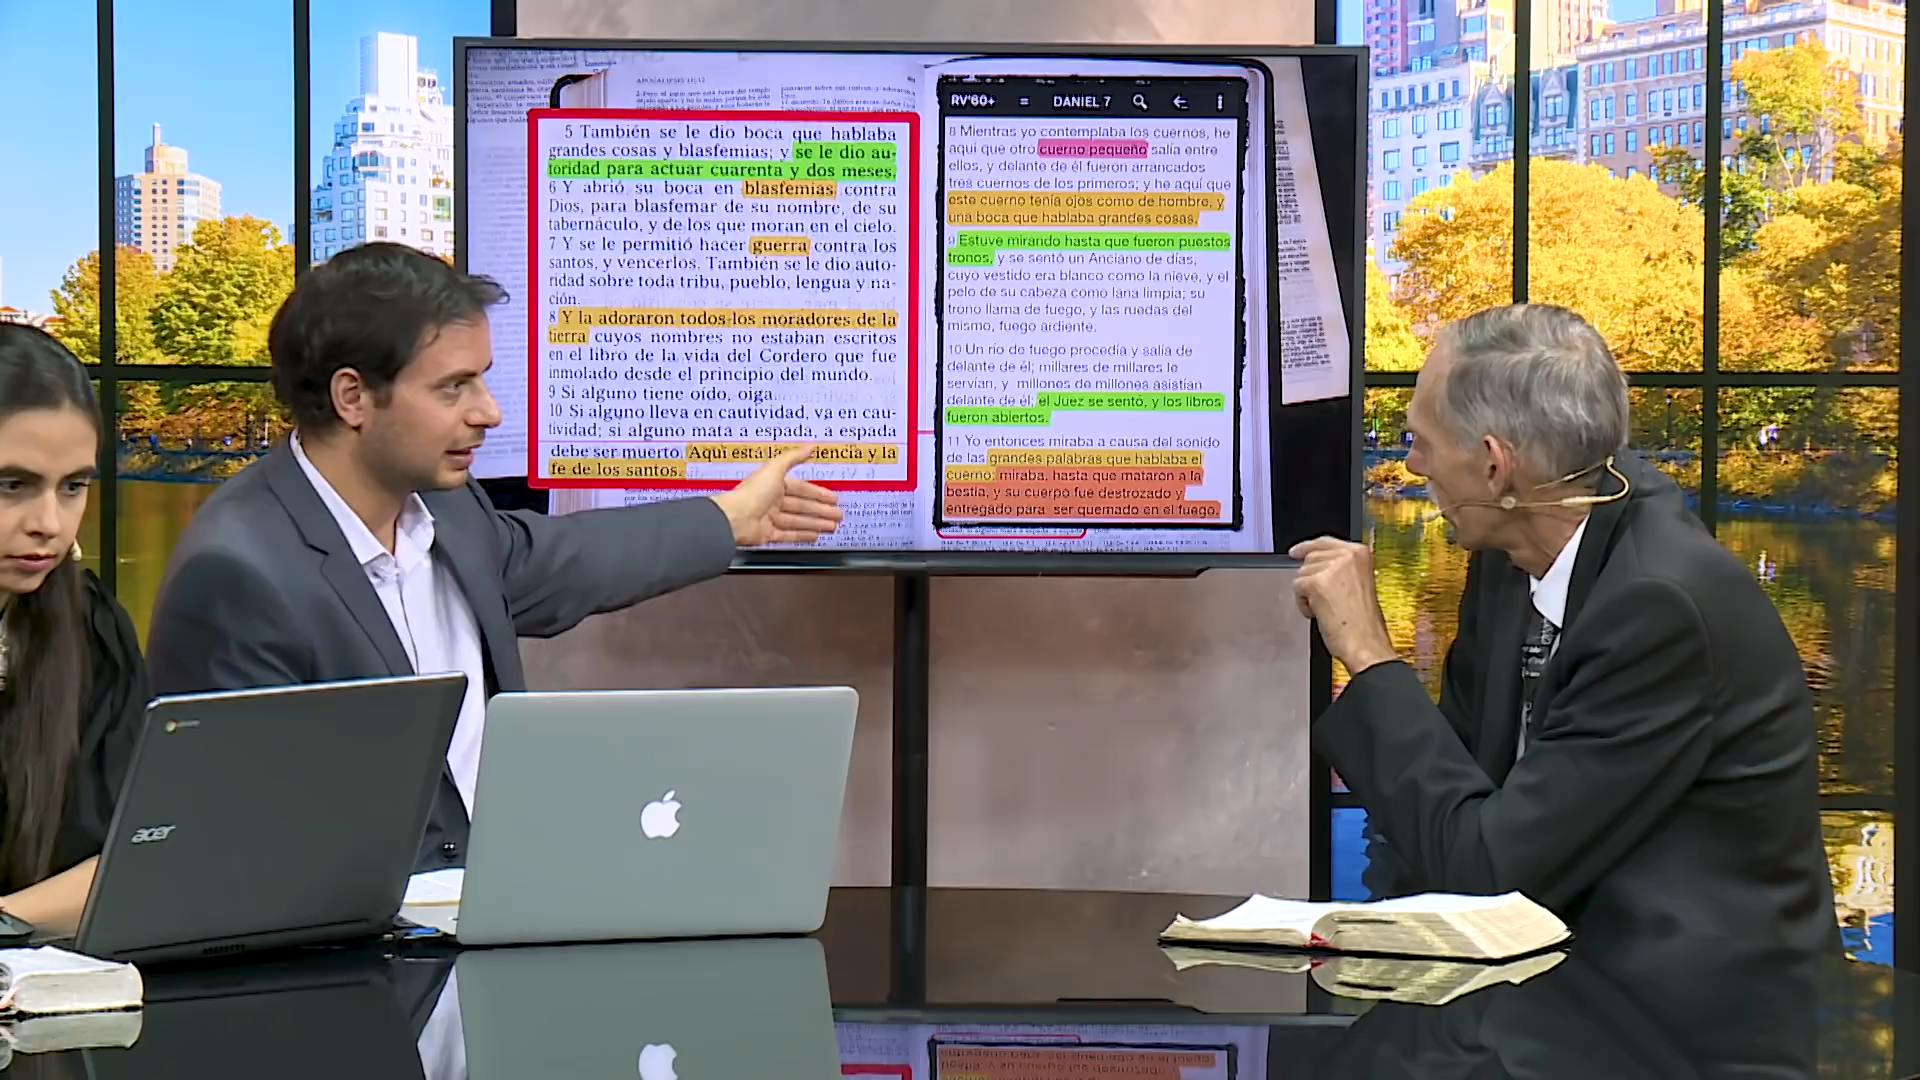 APOCALIPSIS 11, 12
5 También se le dio boca que hablaba
grandes cosas y blasfemias; y se le dio au-
toridad para actuar cuarenta y dos meses.
6 Y abrió su boca en blasfemias contra
Dios, para blasfemar de su nombre, de su
tabernáculo, y de los que moran en el cielo.
7 Y se le permitió hacer guerra contra los
santos, y vencerlos. También se le dio auto-
ridad sobre toda tribu, pueblo, lengua y na-
ción.
8 Y la adoraron todos los moradores de la
tierra cuyos nombres no estaban escritos
en el libro de la vida del Cordero que fue
inmolado desde el principio del mundo.
9 Si alguno tiene oído, oiga.
10 Si alguno lleva en cautividad, va en cau-
tividad; si alguno mata a espada, a espada
debe ser muerto. Aquí está la ciencia y la
fe de los santos.
RV'60+ = DANIEL 7
8 Mientras yo contemplaba los cuernos, he
aquí que otro cuerno pequeño salía entre
ellos, y delante de él fueron arrancados
tres cuernos de los primeros; y he aquí que
este cuerno tenía ojos como de hombre, y
una boca que hablaba grandes cosas.
9 Estuve mirando hasta que fueron puestos
tronos, y se sentó un Anciano de días,
cuyo vestido era blanco como la nieve, y el
pelo de su cabeza como lana limpia; su
trono llama de fuego, y las ruedas del
mismo, fuego ardiente.
10 Un río de fuego procedía y salía de
delante de él; millares de millares le
servían, y millones de millones asistían
delante de él; el Juez se sentó, y los libros
fueron abiertos.
11 Yo entonces miraba a causa del sonido
de las grandes palabras que hablaba el
cuerno; miraba, hasta que mataron a la
bestia, y su cuerpo fue destrozado y
entregado para ser quemado en el fuego.
acer